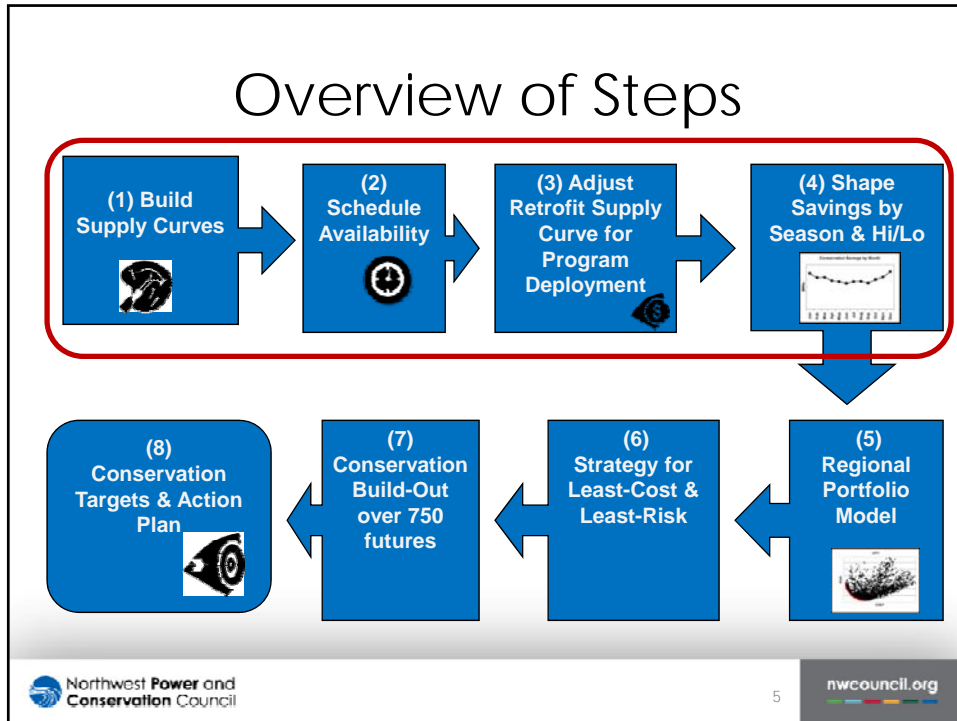 Overview of Steps
(1) Build
Supply Curves
(2)
Schedule
Availability
(3) Adjust
Retrofit Supply
Curve for
Program
Deployment
(4) Shape
Savings by
Season & Hi/Lo
(5)
Regional
Portfolio
Model
(6)
Strategy for
Least-Cost &
Least-Risk
(7)
Conservation
Build-Out
over 750
futures
(8)
Conservation
Targets & Action
Plan
Northwest Power and
Conservation Council
5
nwcouncil.org